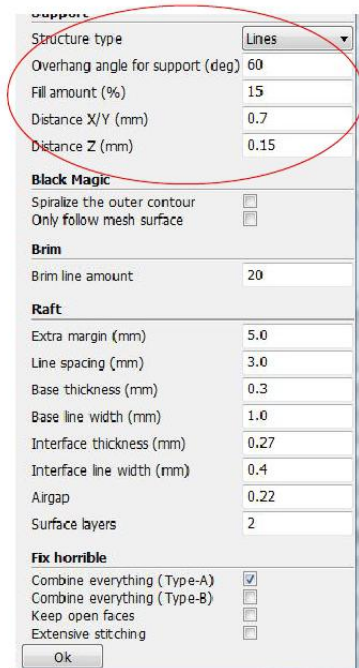 Support
Structure type Lines
Overhang angle for support (deg) 60
Fill amount (%) 15
Distance X/Y (mm) 0.7
Distance Z (mm) 0.15
Black Magic
Spiralize the outer contour
Only follow mesh surface
Brim
Brim line amount 20
Raft
Extra margin (mm) 5.0
Line spacing (mm) 3.0
Base thickness (mm) 0.3
Base line width (mm) 1.0
Interface thickness (mm) 0.27
Interface line width (mm) 0.4
Airgap 0.22
Surface layers 2
Fix horrible
Combine everything (Type-A)
Combine everything (Type-B)
Keep open faces
Extensive stitching
Ok